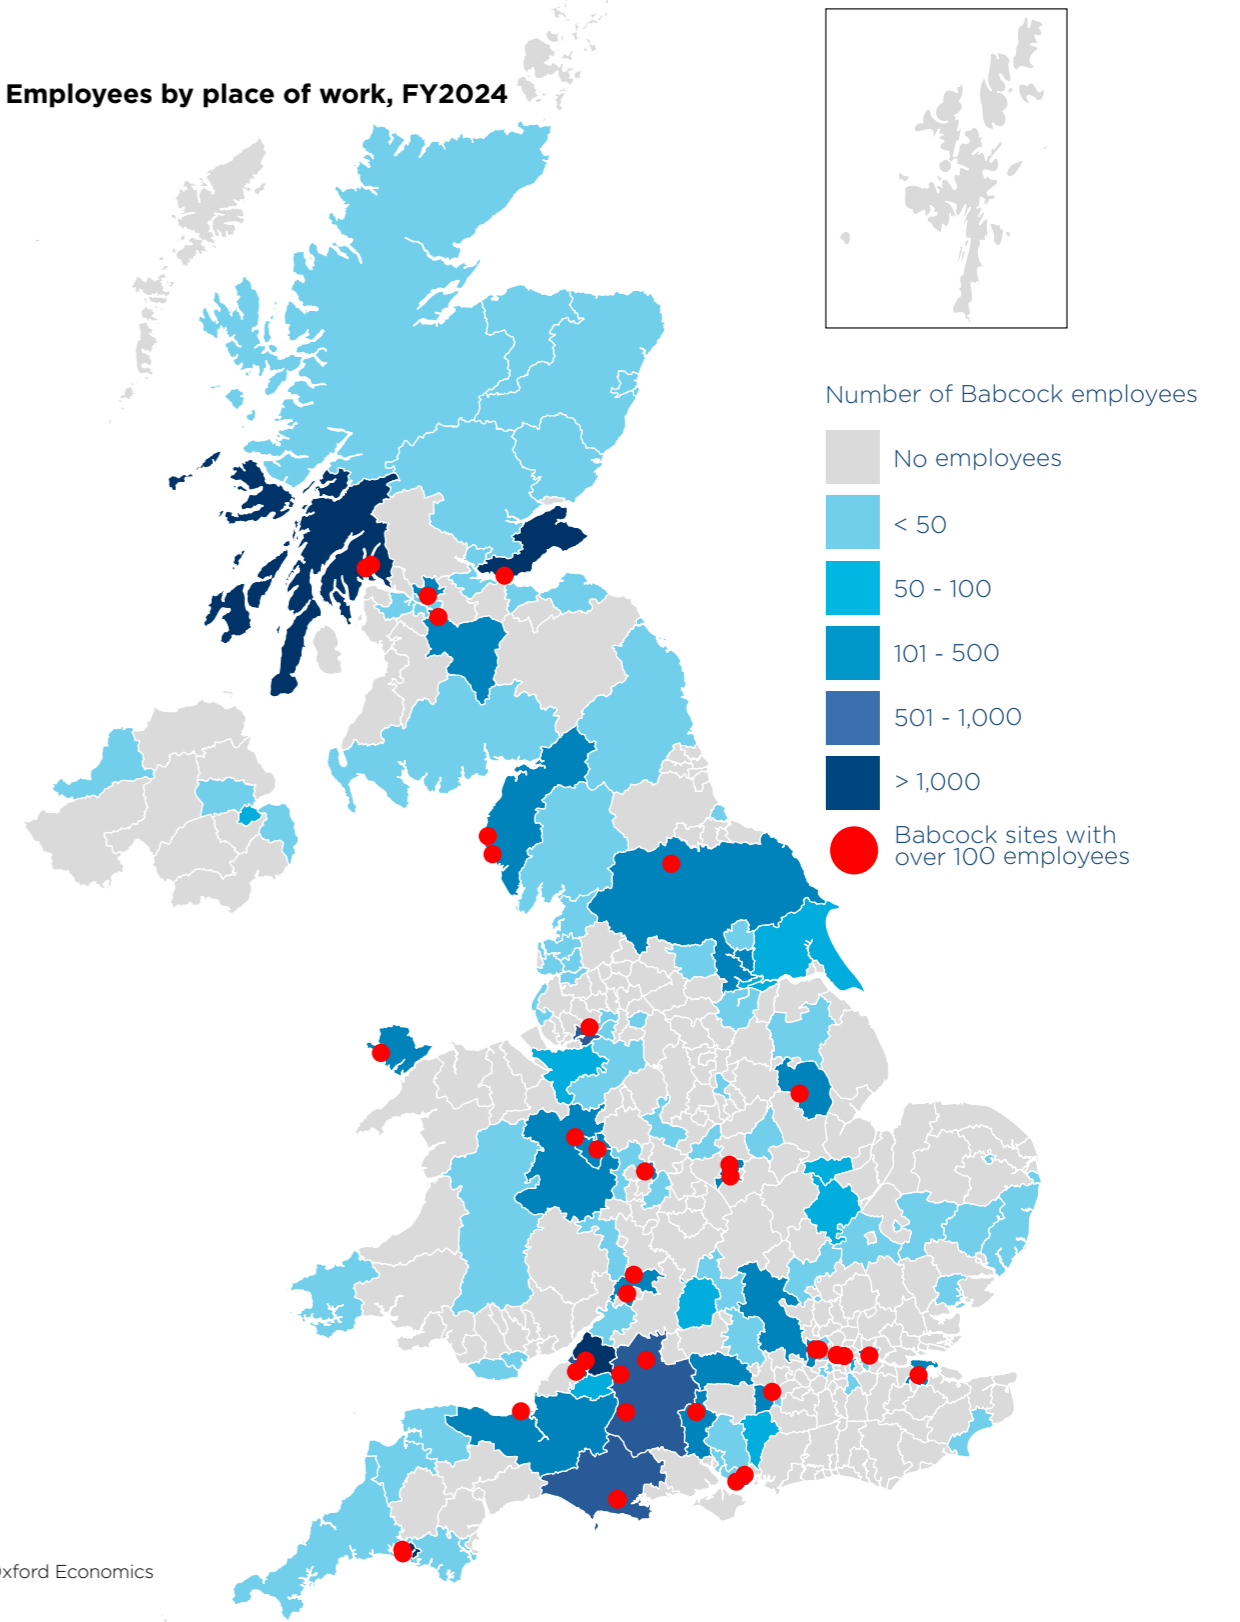 Employees by place of work, FY2024
Number of Babcock employees
No employees
< 50
50 - 100
101 - 500
501 - 1,000
> 1,000
Babcock sites with
over 100 employees
xford Economics